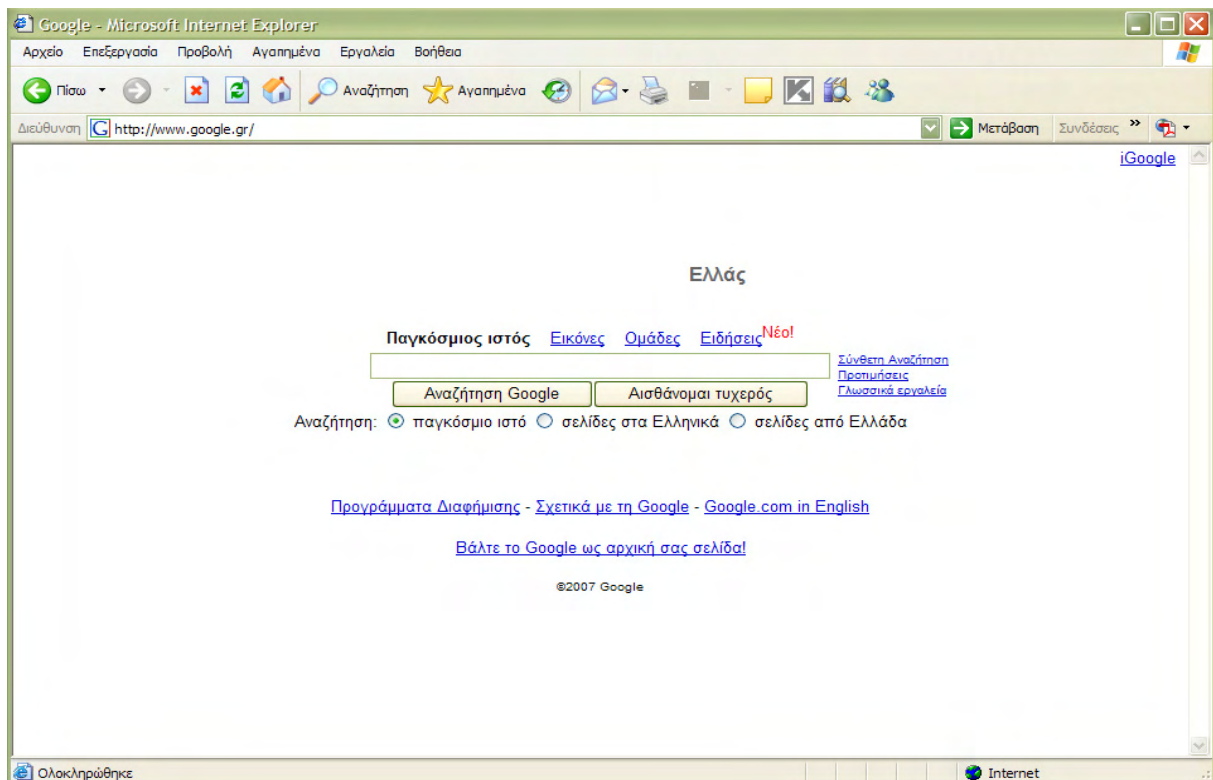 Google - Microsoft Internet Explorer
Αρχείο Επεξεργασία Προβολή Αγαπημένα Εργαλεία Βοήθεια
Πίσω Αναζήτηση Αγαπημένα
Διεύθυνση http://www.google.gr/ Μετάβαση Συνδέσεις »
iGoogle
Ελλάς
Παγκόσμιος ιστός Εικόνες Ομάδες Ειδήσεις Νέο!
Σύνθετη Αναζήτηση
Προτιμήσεις
Γλωσσικά εργαλεία
Αναζήτηση Google Αισθάνομαι τυχερός
Αναζήτηση: παγκόσμιο ιστό σελίδες στα Ελληνικά σελίδες από Ελλάδα
Προγράμματα Διαφήμισης - Σχετικά με τη Google - Google.com in English
Βάλτε το Google ως αρχική σας σελίδα!
©2007 Google
Ολοκληρώθηκε Internet